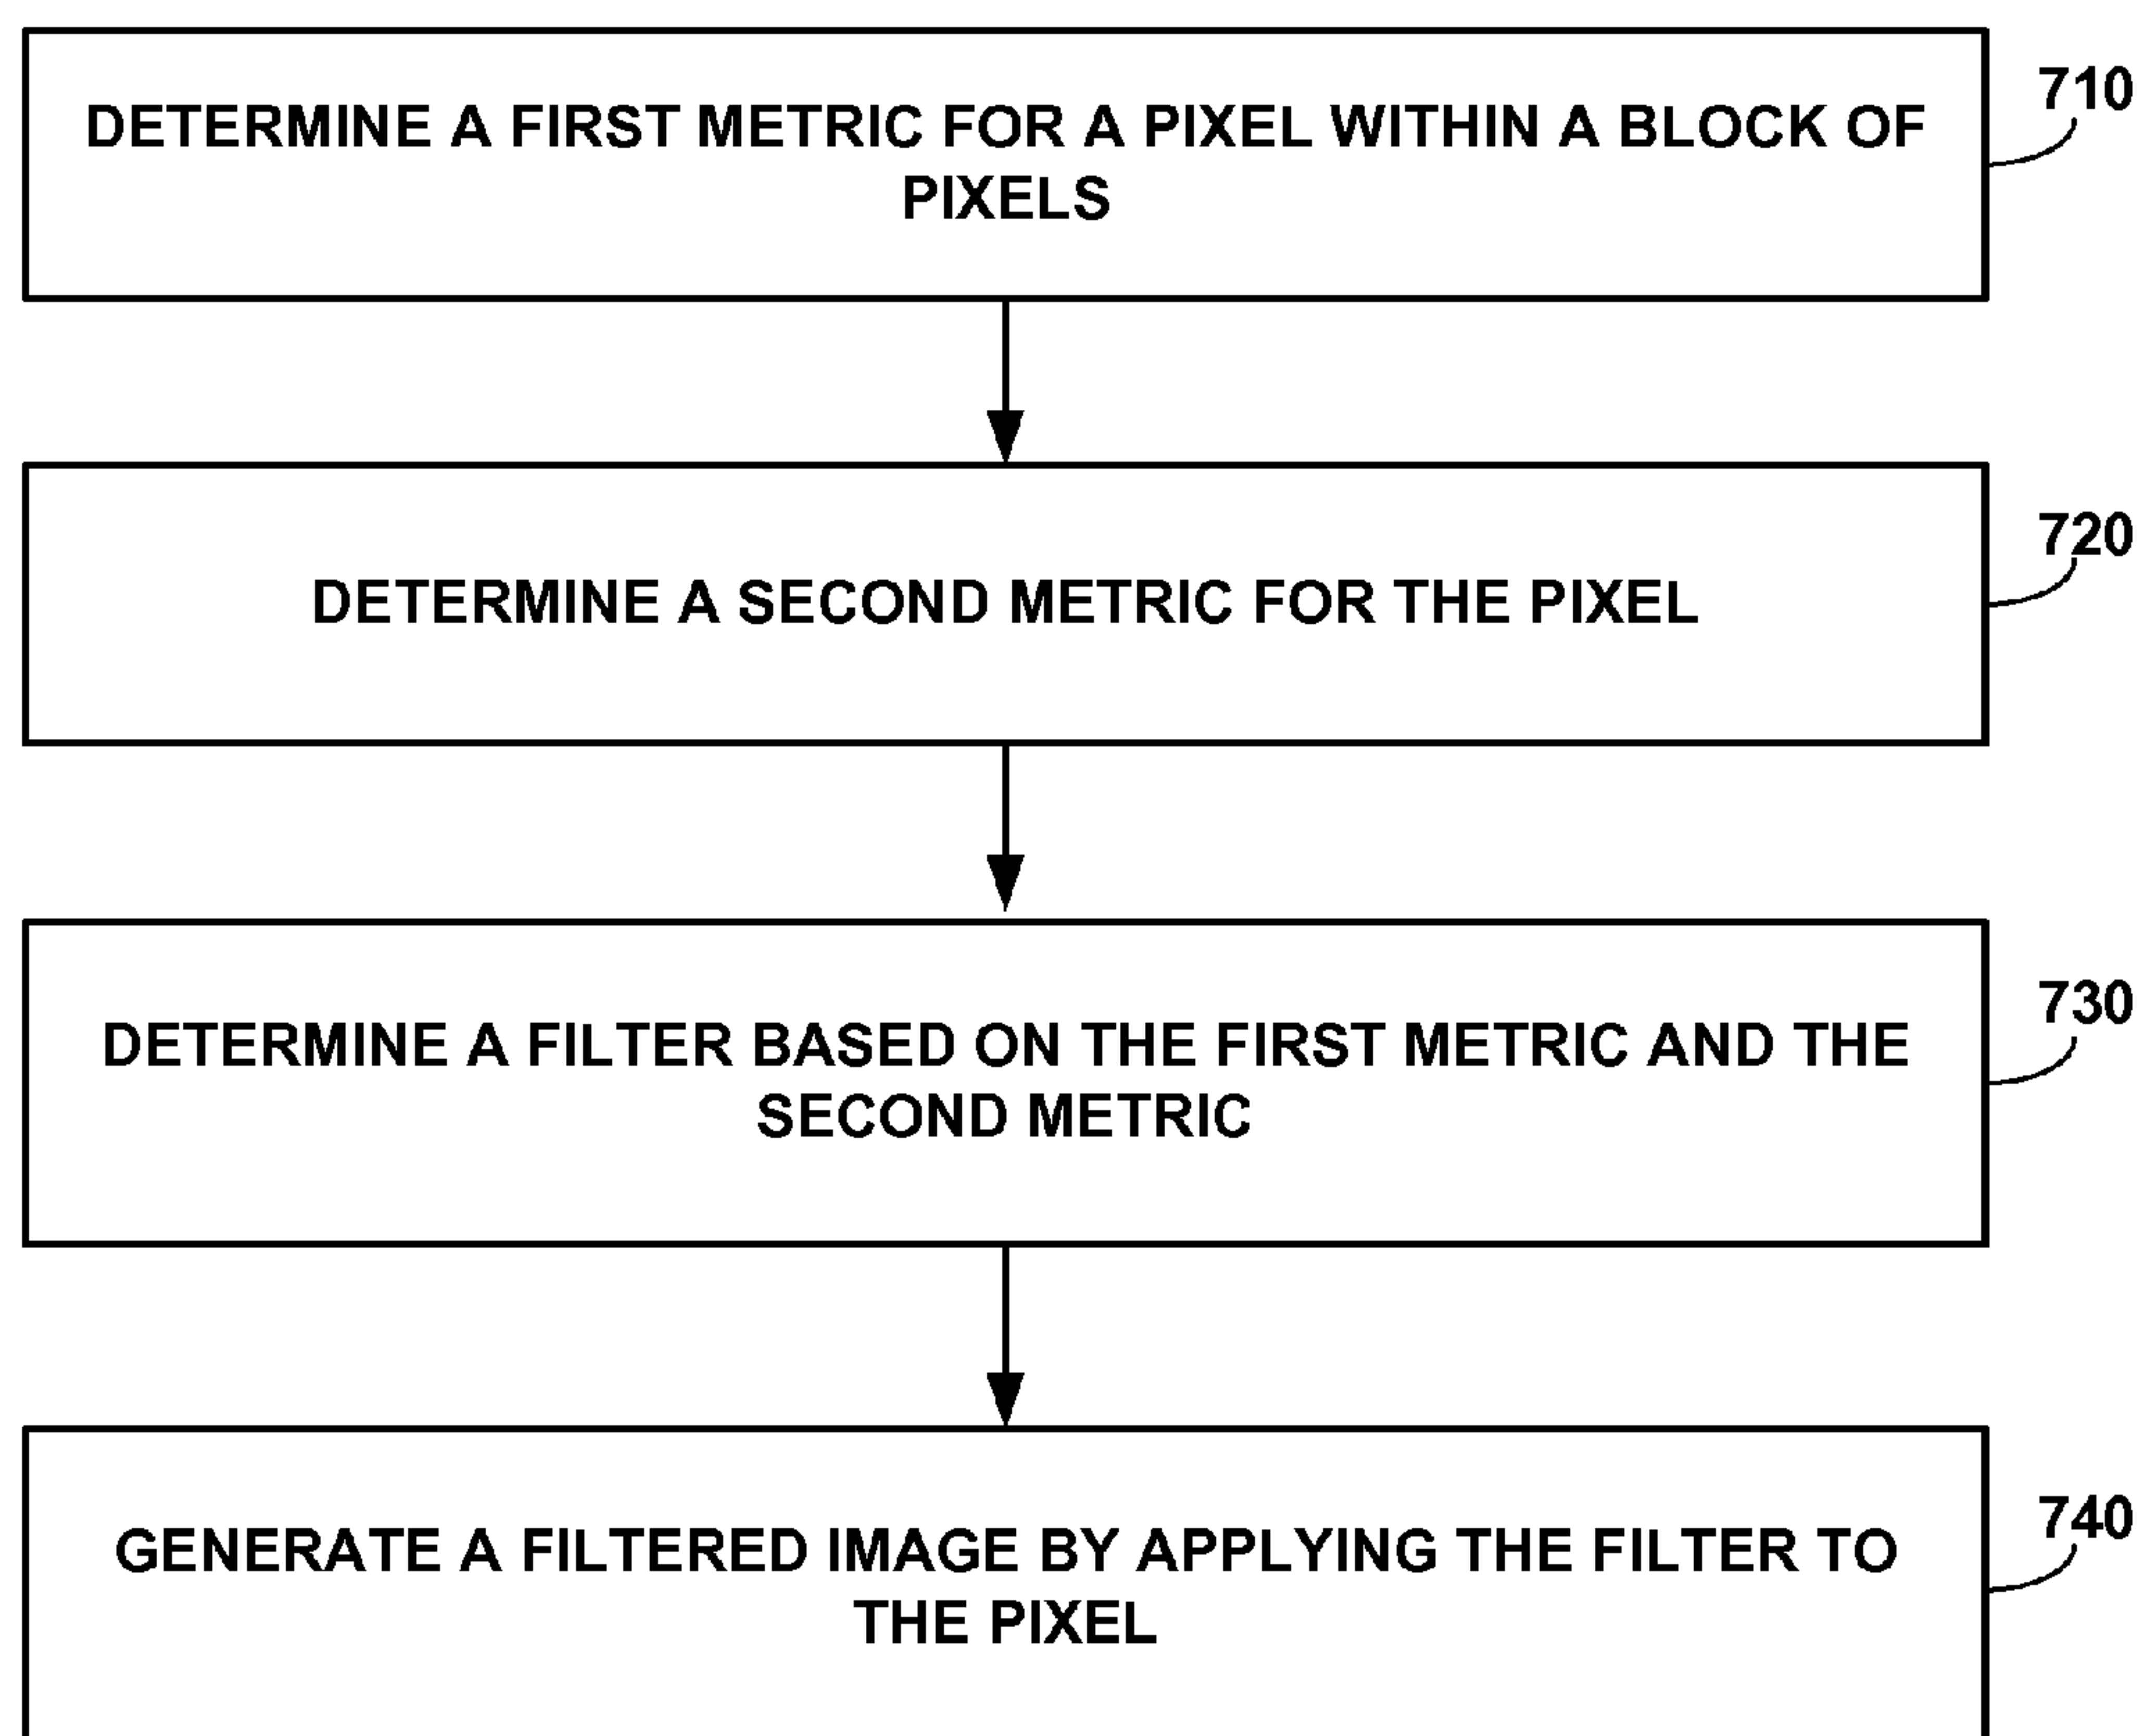 DETERMINE A FIRST METRIC FOR A PIXEL WITHIN A BLOCK OF
PIXELS
710
DETERMINE A SECOND METRIC FOR THE PIXEL
720
DETERMINE A FILTER BASED ON THE FIRST METRIC AND THE
SECOND METRIC
730
GENERATE A FILTERED IMAGE BY APPLYING THE FILTER TO
THE PIXEL
740